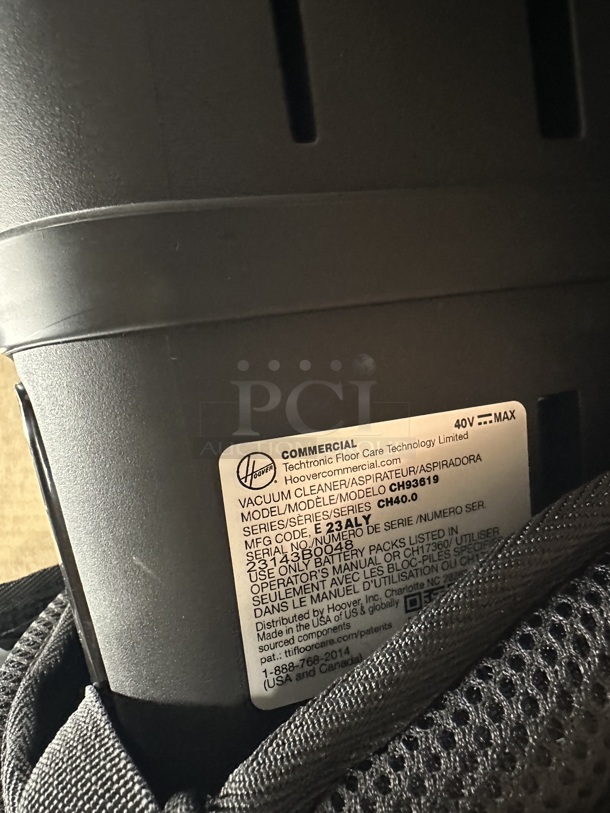 PCI
40V MAX
HOOVER
COMMERCIAL
Techtronic Floor Care Technology Limited
Hoovercommercial.com
VACUUM CLEANER/ASPIRATEUR/ASPIRADORA
MODEL/MODÈLE/MODELO CH93619
SERIES/SÉRIES/SERIES CH40.0
MFG CODE: E 23ALY
SERIAL NO./NUMÉRO DE SERIE /NUMERO SER.
23143B0048
USE ONLY BATTERY PACKS LISTED IN
OPERATOR'S MANUAL OR CH17360/ UTILISER
SEULEMENT AVEC LES BLOC-PILES
DANS LE MANUEL D'UTILISATION OU
Distributed by Hoover, Inc. Charlotte NC
Made in the USA of US & globally
sourced components
pat.: ttifloorcare.com/patents
1-888-768-2014
(USA and Canada)